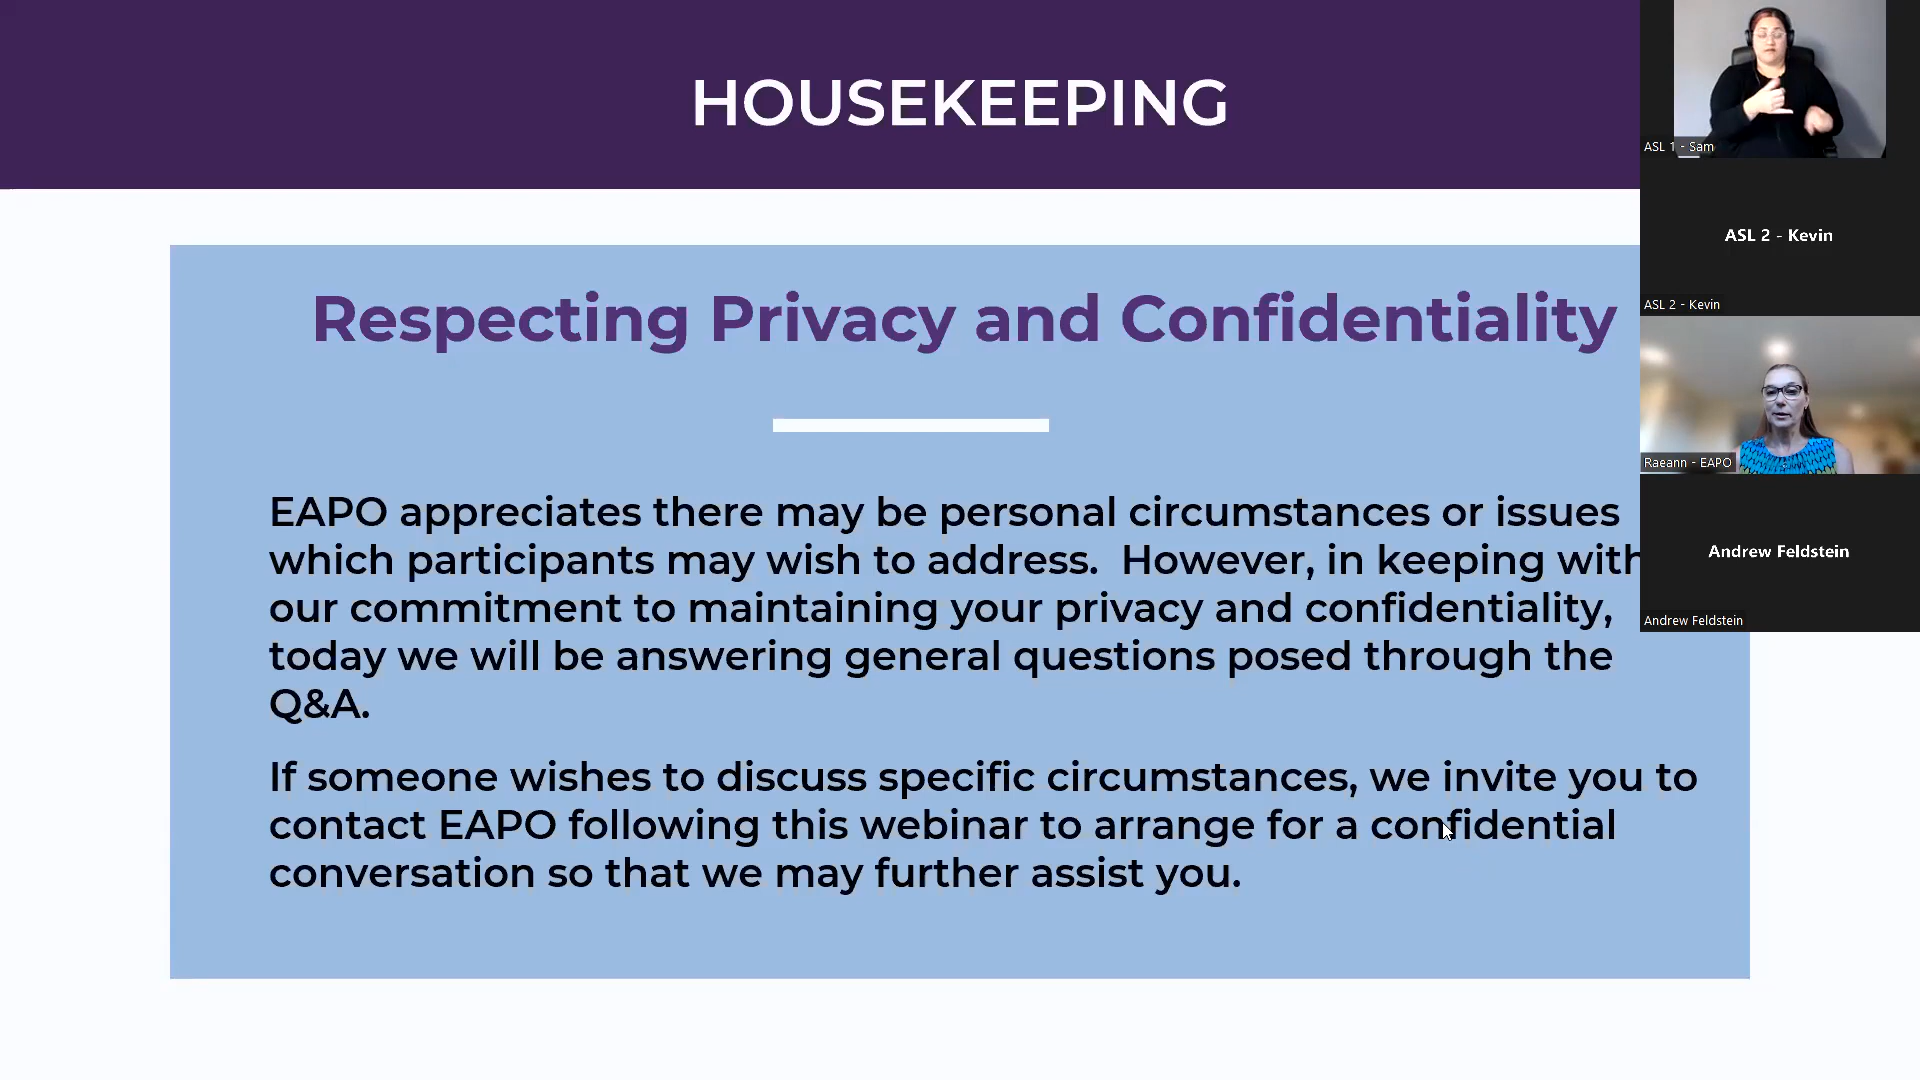 HOUSEKEEPING
Respecting Privacy and Confidentiality
EAPO appreciates there may be personal circumstances or issues
which participants may wish to address.  However, in keeping with
our commitment to maintaining your privacy and confidentiality,
today we will be answering general questions posed through the
Q&A.
If someone wishes to discuss specific circumstances, we invite you to
contact EAPO following this webinar to arrange for a confidential
conversation so that we may further assist you.
ASL 1 - Sam
ASL 2 - Kevin
ASL 2 - Kevin
Raeann - EAPO
Andrew Feldstein
Andrew Feldstein